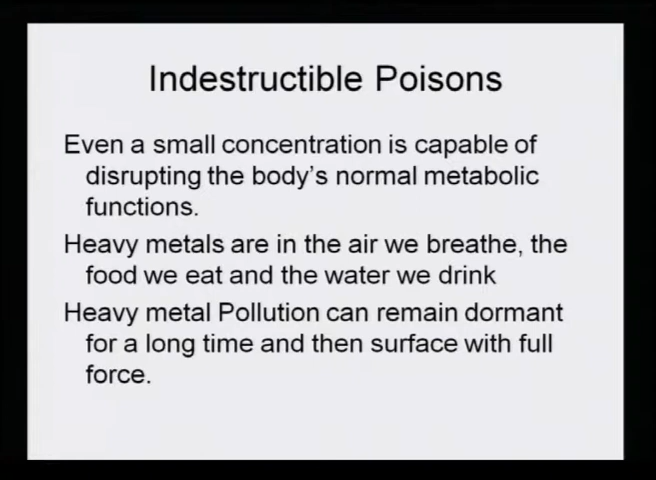 Indestructible Poisons
Even a small concentration is capable of
disrupting the body's normal metabolic
functions.
Heavy metals are in the air we breathe, the
food we eat and the water we drink
Heavy metal Pollution can remain dormant
for a long time and then surface with full
force.